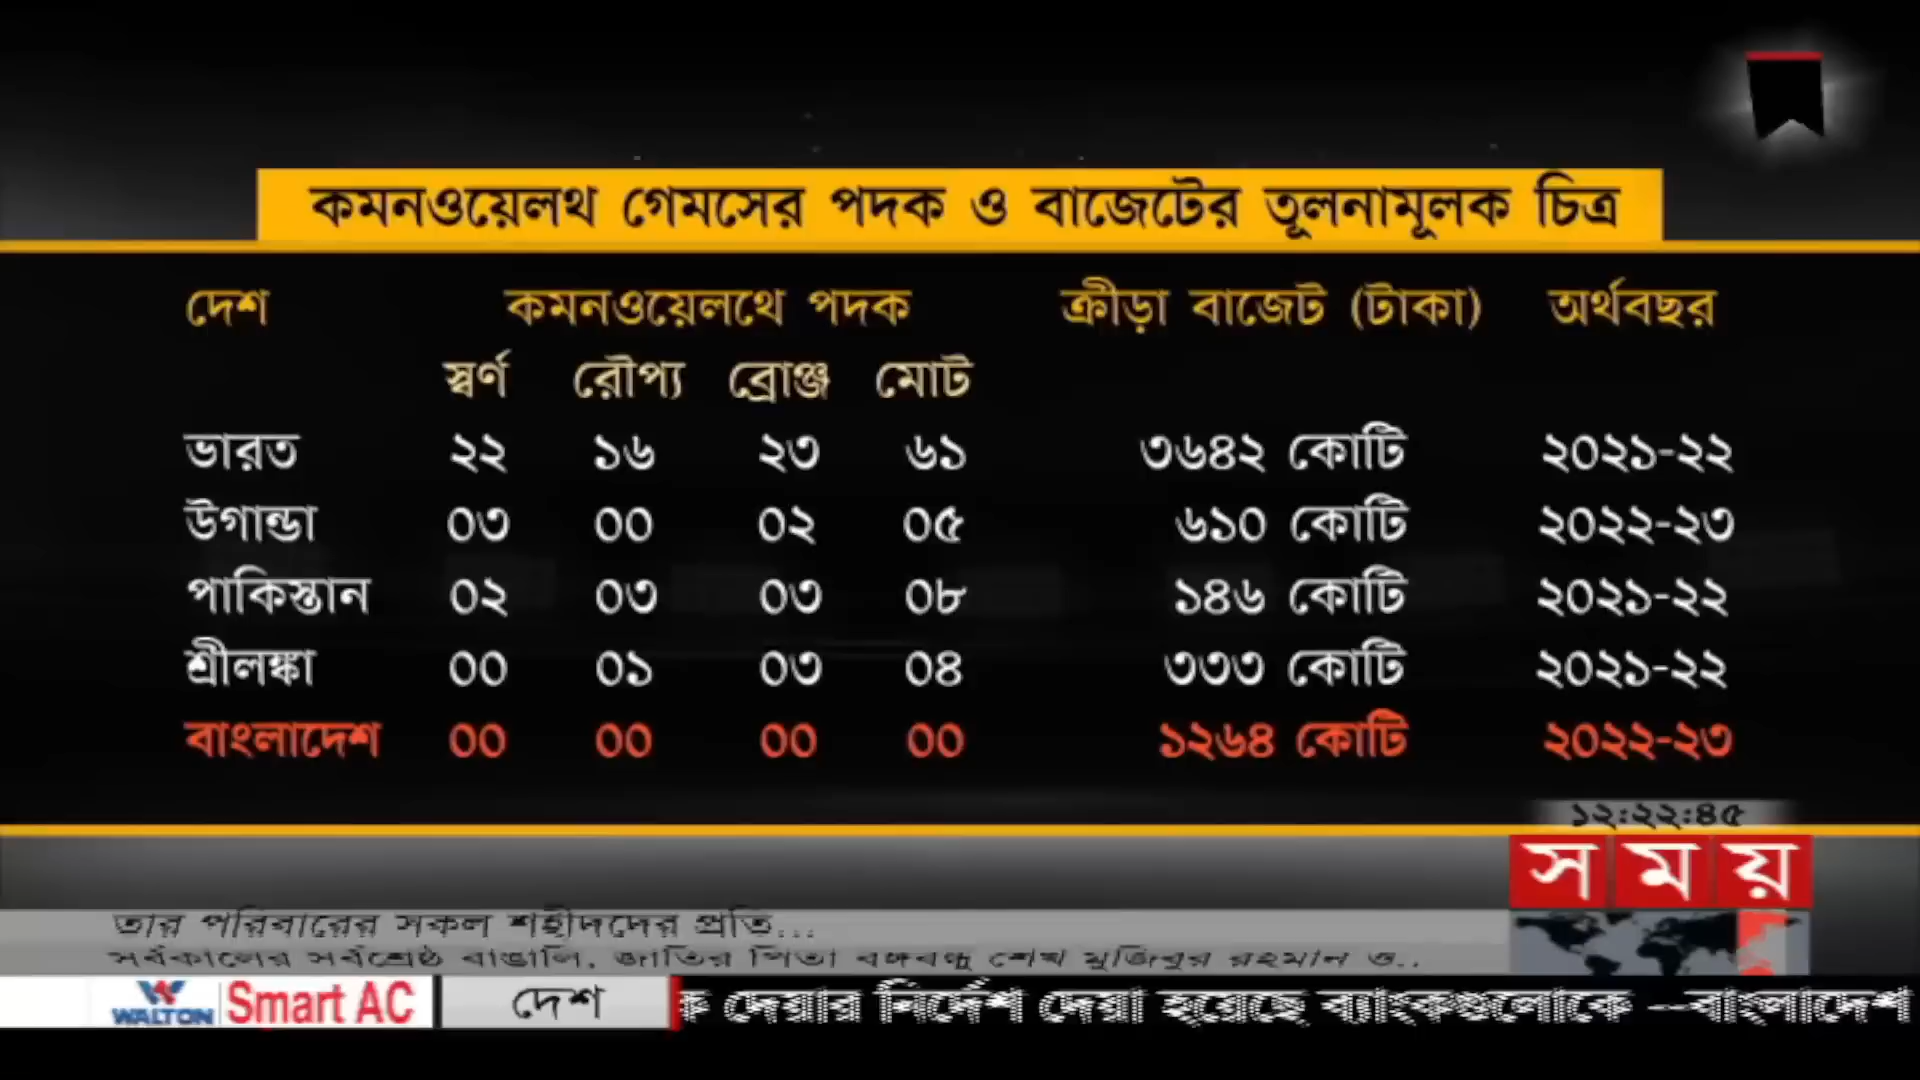 কমনওয়েলথ গেমসের পদক ও বাজেটের তূলনামূলক চিত্র
দেশ কমনওয়েলথে পদক ক্রীড়া বাজেট (টাকা) অর্থবছর
স্বর্ণ রৌপ্য ব্রোঞ্জ মোট
ভারত ২২ ১৬ ২৩ ৬১ ৩৬৪২ কোটি ২০২১-২২
উগান্ডা ০৩ ০০ ০২ ০৫ ৬১০ কোটি ২০২২-২৩
পাকিস্তান ০২ ০৩ ০৩ ০৮ ১৪৬ কোটি ২০২১-২২
শ্রীলঙ্কা ০০ ০১ ০৩ ০৪ ৩৩৩ কোটি ২০২১-২২
বাংলাদেশ ০০ ০০ ০০ ০০ ১২৬৪ কোটি ২০২২-২৩
১২:২২:৪৫
সময়
তার পরিবারের সকল শহীদদের প্রতি...
সর্বকালের সর্বশ্রেষ্ঠ বাঙালি, জাতির পিতা বঙ্গবন্ধু শেখ মুজিবুর রহমান ও..
WALTON Smart AC দেশ ক দেয়ার নির্দেশ দেয়া হয়েছে ব্যাংকগুলোকে --বাংলাদেশ